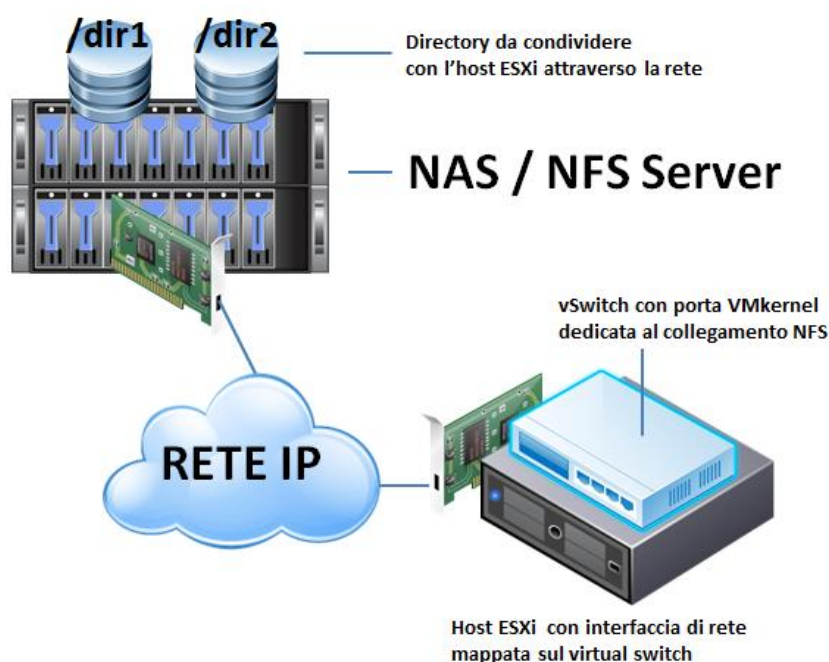 /dir1 /dir2
Directory da condividere
con l’host ESXi attraverso la rete
NAS / NFS Server
vSwitch con porta VMkernel
dedicata al collegamento NFS
RETE IP
Host ESXi con interfaccia di rete
mappata sul virtual switch